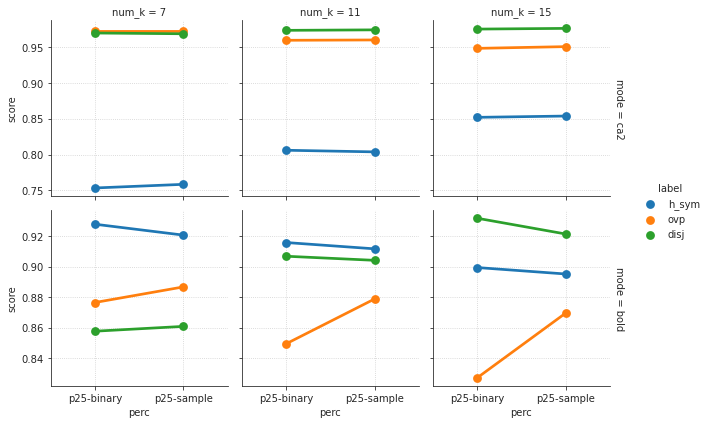 num_k = 7
num_k = 11
num_k = 15
0.95
0.90
0.85
0.80
0.75
score
mode = ca2
label
h_sym
ovp
disj
0.92
0.90
0.88
0.86
0.84
score
mode = bold
p25-binary
p25-sample
p25-binary
p25-sample
p25-binary
p25-sample
perc
perc
perc